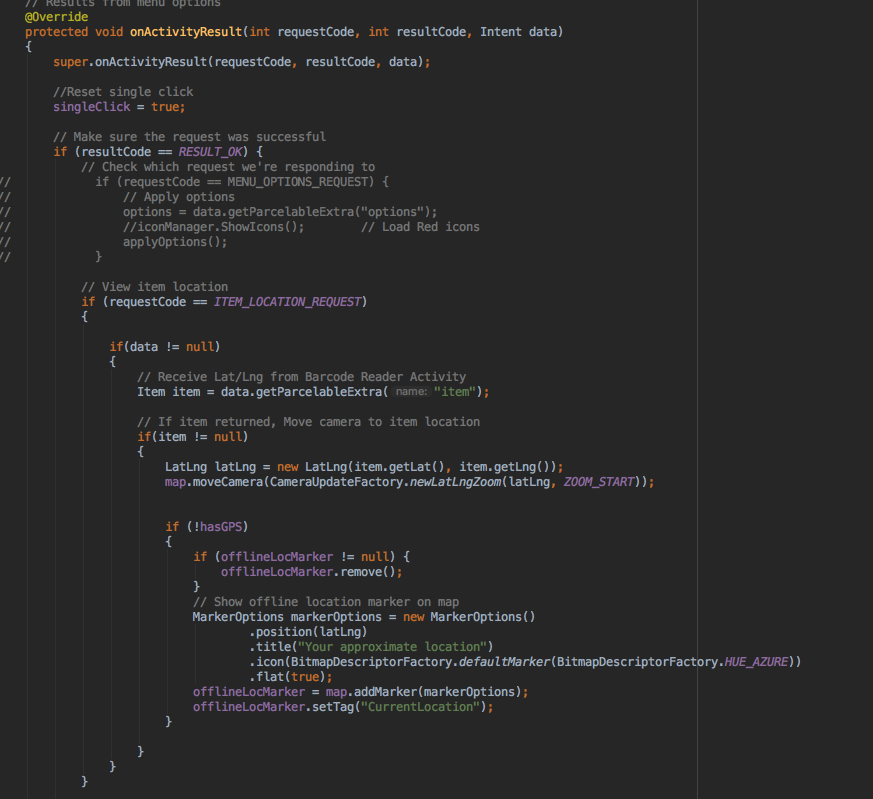 // Results from menu options
@Override
protected void onActivityResult(int requestCode, int resultCode, Intent data)
{
super.onActivityResult(requestCode, resultCode, data);
//Reset single click
singleClick = true;
// Make sure the request was successful
if (resultCode == RESULT_OK) {
// Check which request we're responding to
// if (requestCode == MENU_OPTIONS_REQUEST) {
// // Apply options
// options = data.getParcelableExtra("options");
// //iconManager.ShowIcons(); // Load Red icons
// applyOptions();
// }
// View item location
if (requestCode == ITEM_LOCATION_REQUEST)
{
if(data != null)
{
// Receive Lat/Lng from Barcode Reader Activity
Item item = data.getParcelableExtra( name: "item");
// If item returned, Move camera to item location
if(item != null)
{
LatLng latLng = new LatLng(item.getLat(), item.getLng());
map.moveCamera(CameraUpdateFactory.newLatLngZoom(latLng, ZOOM_START));
if (!hasGPS)
{
if (offlineLocMarker != null) {
offlineLocMarker.remove();
}
// Show offline location marker on map
MarkerOptions markerOptions = new MarkerOptions()
.position(latLng)
.title("Your approximate location")
.icon(BitmapDescriptorFactory.defaultMarker(BitmapDescriptorFactory.HUE_AZURE))
.flat(true);
offlineLocMarker = map.addMarker(markerOptions);
offlineLocMarker.setTag("CurrentLocation");
}
}
}
}